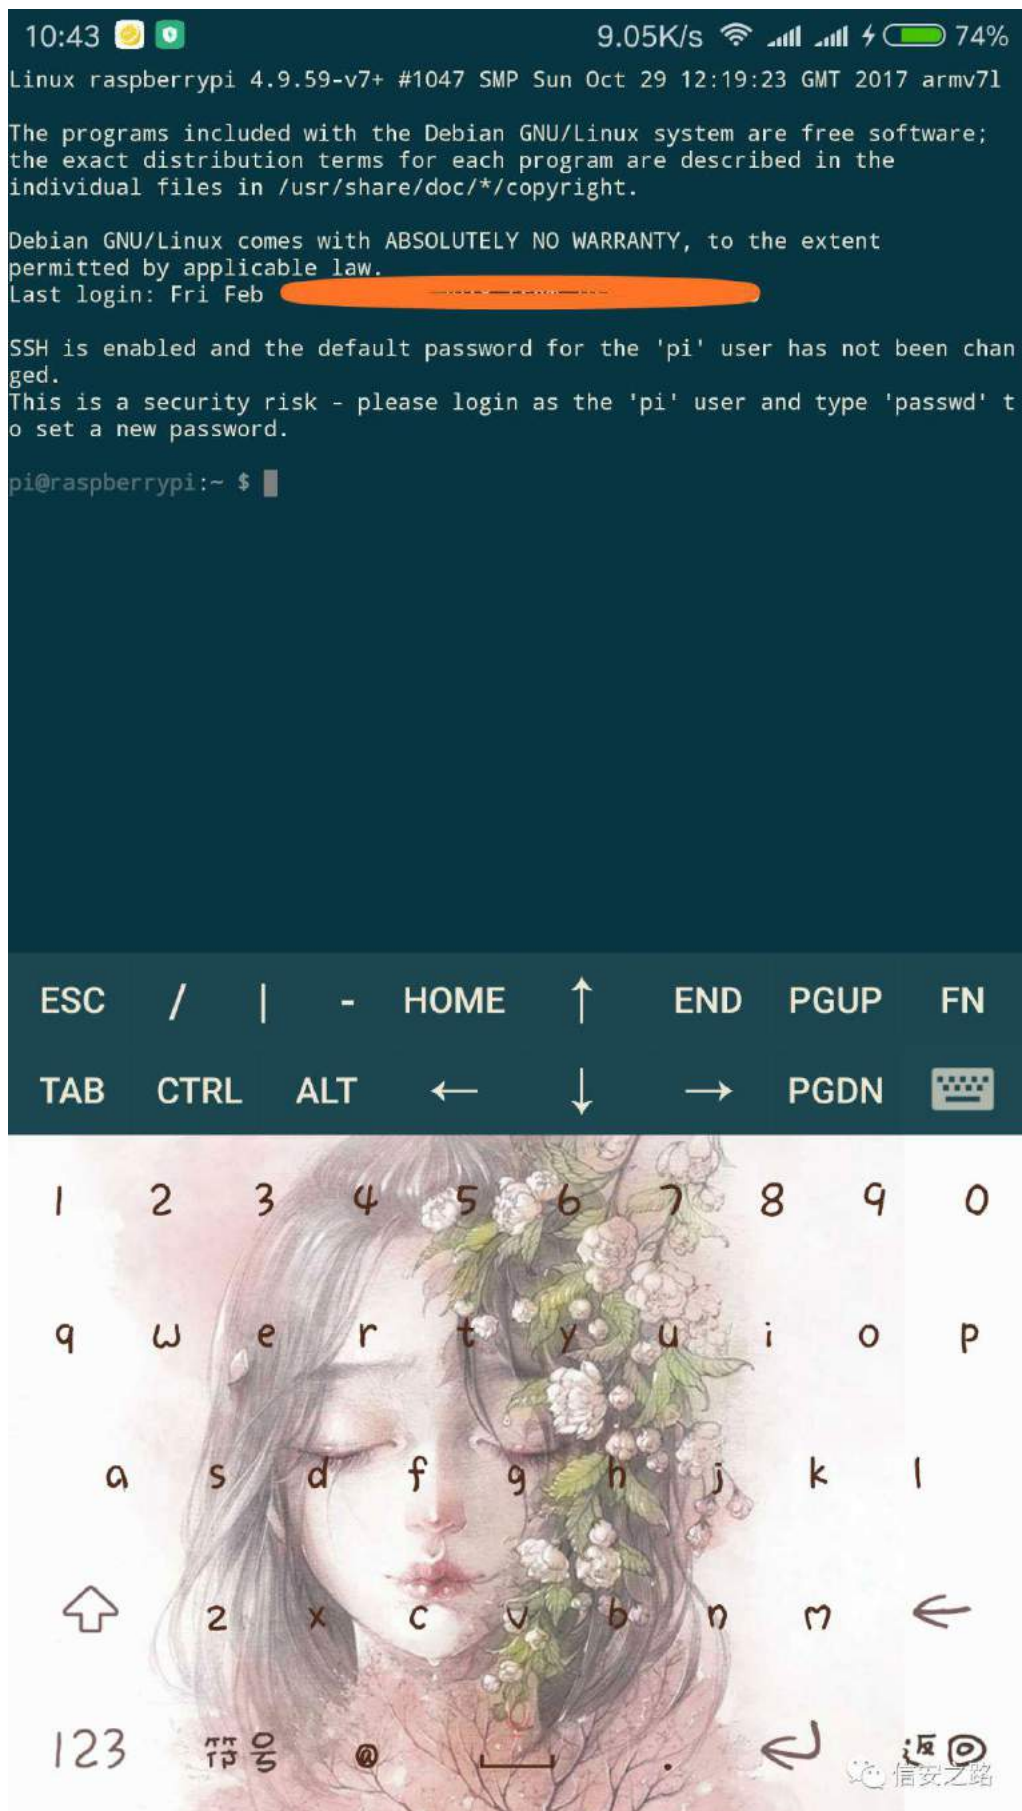 10:43 9.05K/s 74%
Linux raspberrypi 4.9.59-v7+ #1047 SMP Sun Oct 29 12:19:23 GMT 2017 armv7l
The programs included with the Debian GNU/Linux system are free software;
the exact distribution terms for each program are described in the
individual files in /usr/share/doc/*/copyright.
Debian GNU/Linux comes with ABSOLUTELY NO WARRANTY, to the extent
permitted by applicable law.
Last login: Fri Feb
SSH is enabled and the default password for the 'pi' user has not been chan
ged.
This is a security risk - please login as the 'pi' user and type 'passwd' t
o set a new password.
pi@raspberrypi:~ $
ESC / | - HOME ↑ END PGUP FN
TAB CTRL ALT ← ↓ → PGDN
1 2 3 4 5 6 7 8 9 0
q w e r t y u i o p
a s d f g h j k l
z x c v b n m ←
123 符号 @ . 返回
信安之路